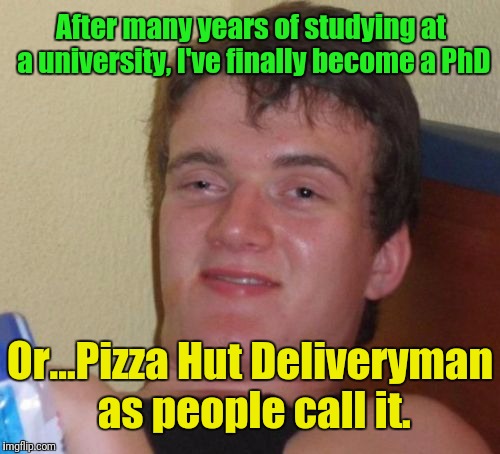 After many years of studying at
a university, I've finally become a PhD
Or...Pizza Hut Deliveryman
as people call it.
imgflip.com